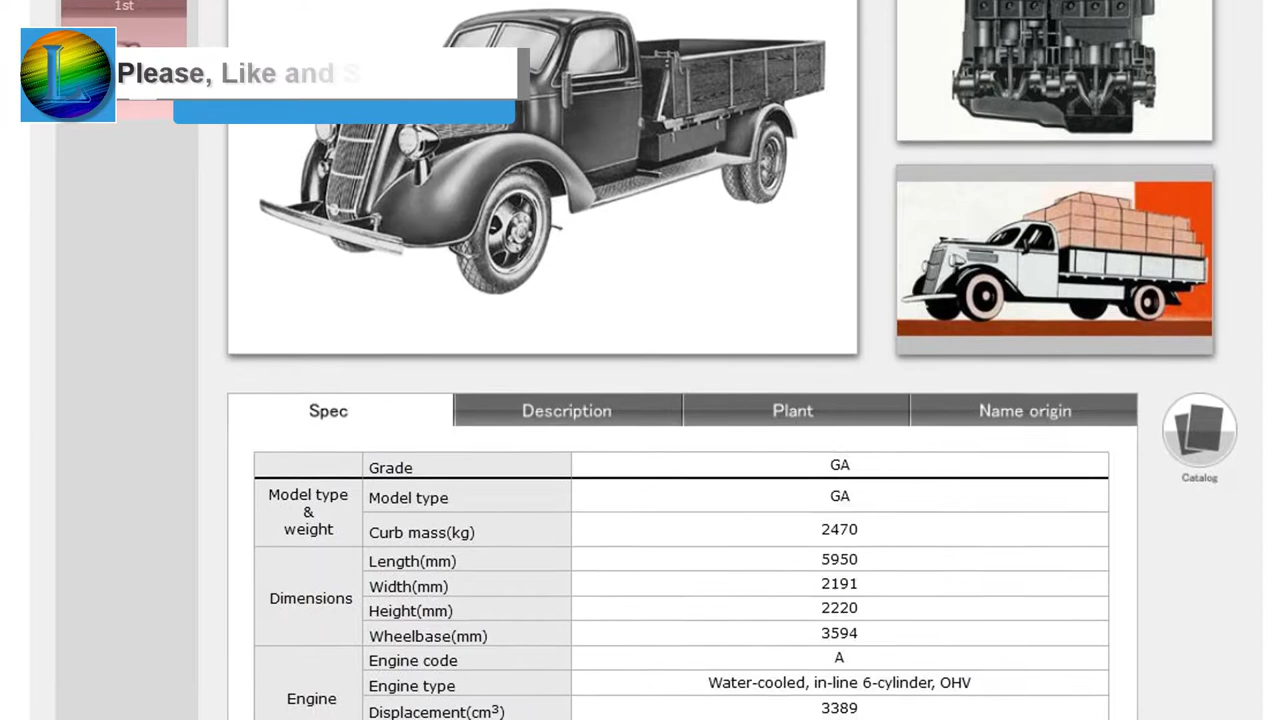 1st
L
Please, Like and S
Spec
Description
Plant
Name origin
Catalog
Grade
GA
Model type
&
weight
Model type
GA
Curb mass(kg)
2470
Dimensions
Length(mm)
5950
Width(mm)
2191
Height(mm)
2220
Wheelbase(mm)
3594
Engine
Engine code
A
Engine type
Water-cooled, in-line 6-cylinder, OHV
Displacement(cm³)
3389